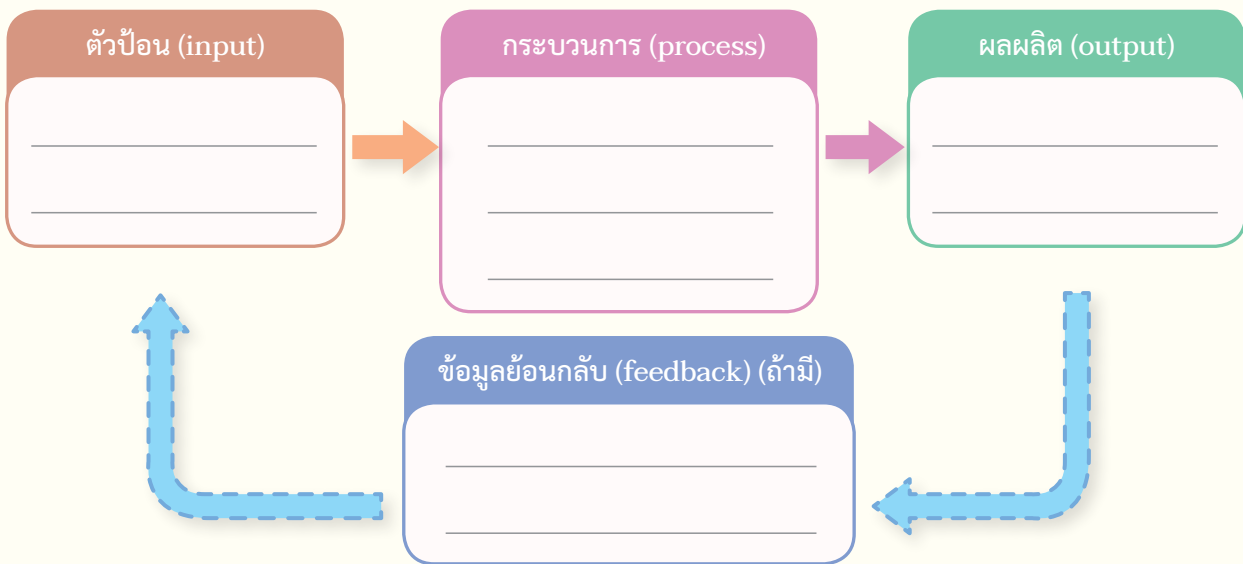 ตัวป้อน (input)
กระบวนการ (process)
ผลผลิต (output)
ข้อมูลย้อนกลับ (feedback) (ถ้ามี)